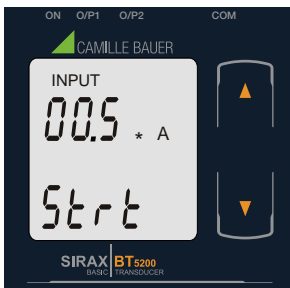 ON O/P1 O/P2 COM
CAMILLE BAUER
INPUT
00.5 * A
Strt
SIRAX BT5200
BASIC TRANSDUCER